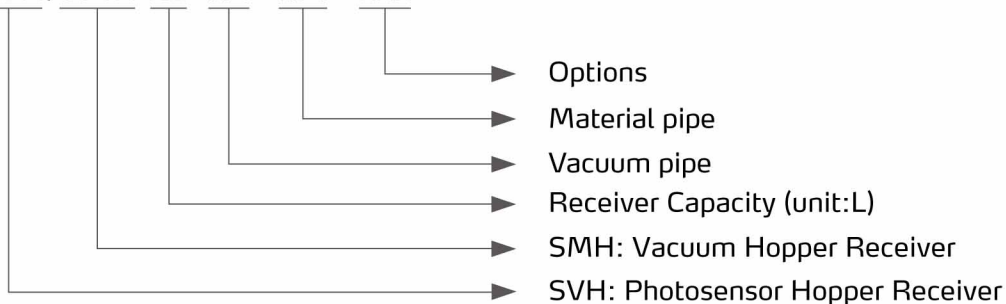 Options
Material pipe
Vacuum pipe
Receiver Capacity (unit:L)
SMH: Vacuum Hopper Receiver
SVH: Photosensor Hopper Receiver